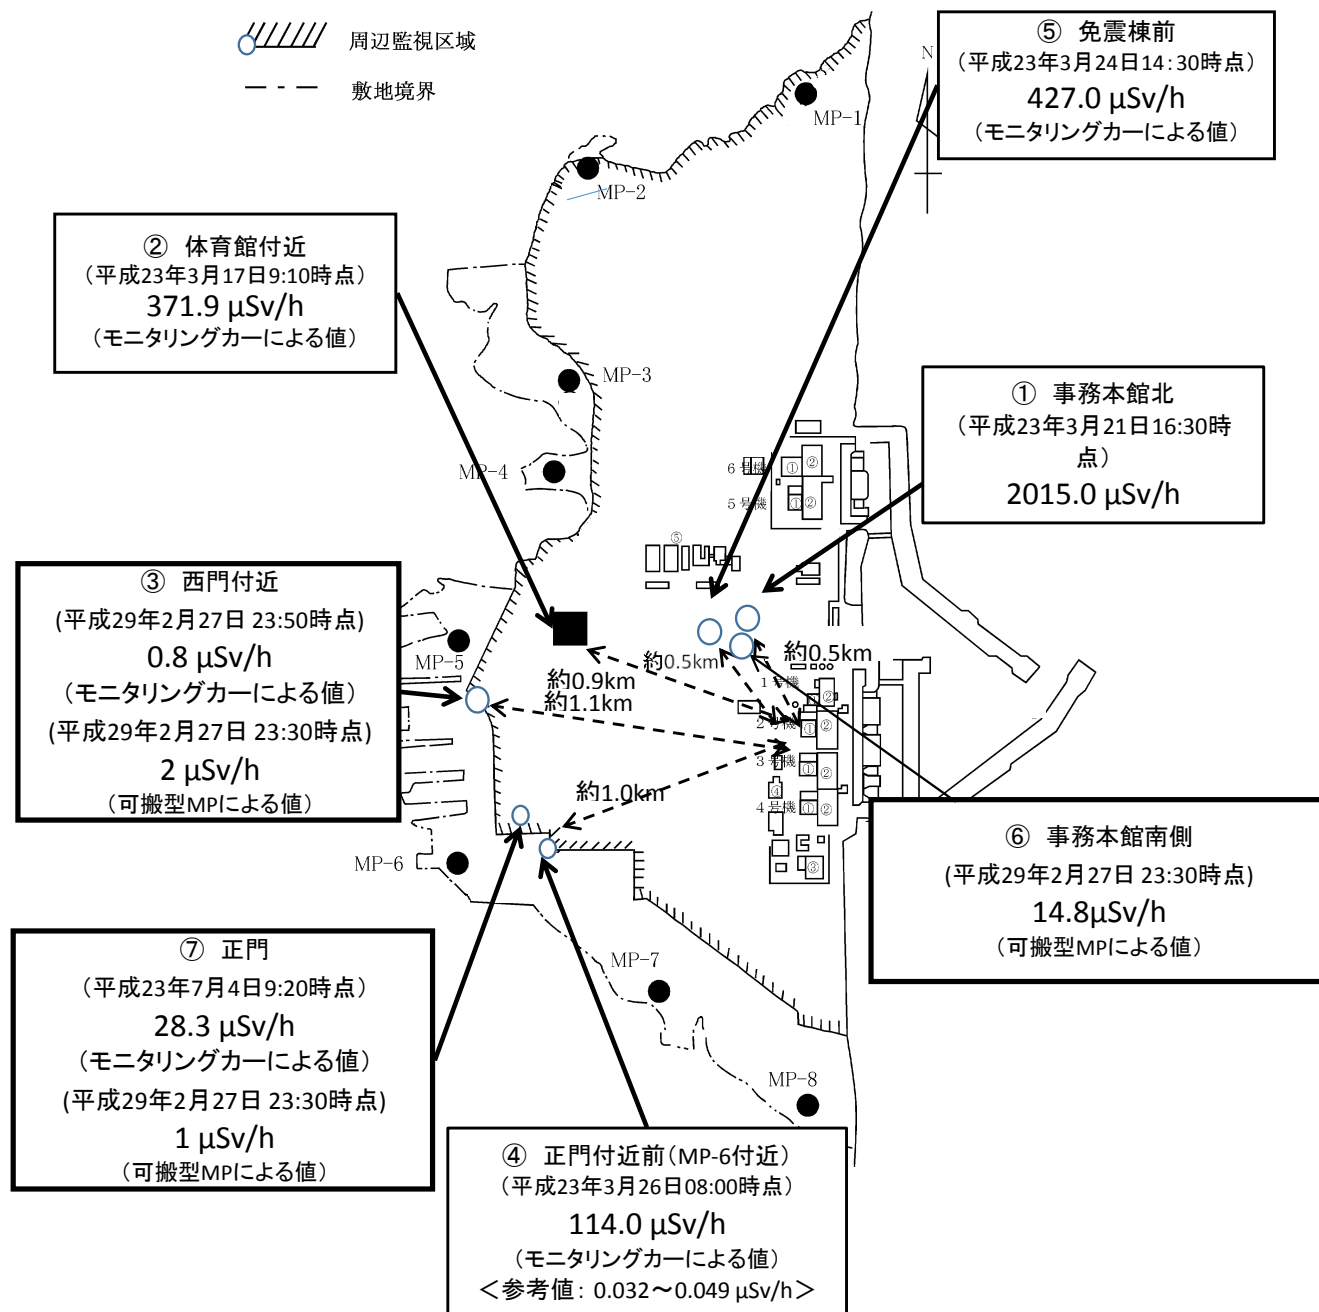 周辺監視区域
敷地境界
⑤ 免震棟前
(平成23年3月24日14:30時点)
427.0 μSv/h
(モニタリングカーによる値)
N
MP-1
MP-2
② 体育館付近
(平成23年3月17日9:10時点)
371.9 μSv/h
(モニタリングカーによる値)
MP-3
① 事務本館北
(平成23年3月21日16:30時
点)
2015.0 μSv/h
MP-4
6号機
① ②
5号機
① ②
⑤
③ 西門付近
(平成29年2月27日 23:50時点)
0.8 μSv/h
(モニタリングカーによる値)
(平成29年2月27日 23:30時点)
2 μSv/h
(可搬型MPによる値)
MP-5
約0.5km
約0.5km
約0.9km
約1.1km
1号機
②
2号機
① ②
3号機
① ②
約1.0km
④
4号機
① ②
③
MP-6
⑥ 事務本館南側
(平成29年2月27日 23:30時点)
14.8μSv/h
(可搬型MPによる値)
⑦ 正門
(平成23年7月4日9:20時点)
28.3 μSv/h
(モニタリングカーによる値)
(平成29年2月27日 23:30時点)
1 μSv/h
(可搬型MPによる値)
MP-7
MP-8
④ 正門付近前(MP-6付近)
(平成23年3月26日08:00時点)
114.0 μSv/h
(モニタリングカーによる値)
<参考値: 0.032~0.049 μSv/h>